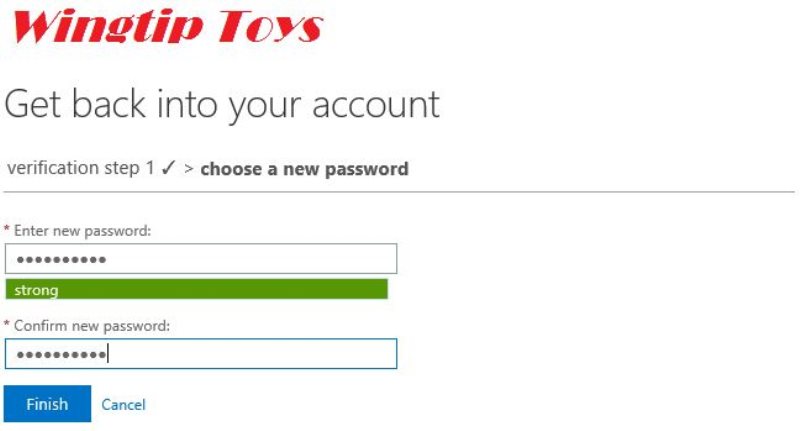 Wingtip Toys
Get back into your account
verification step 1 ✓ > choose a new password
* Enter new password:
●●●●●●●●●●
strong
* Confirm new password:
●●●●●●●●●●
Finish Cancel